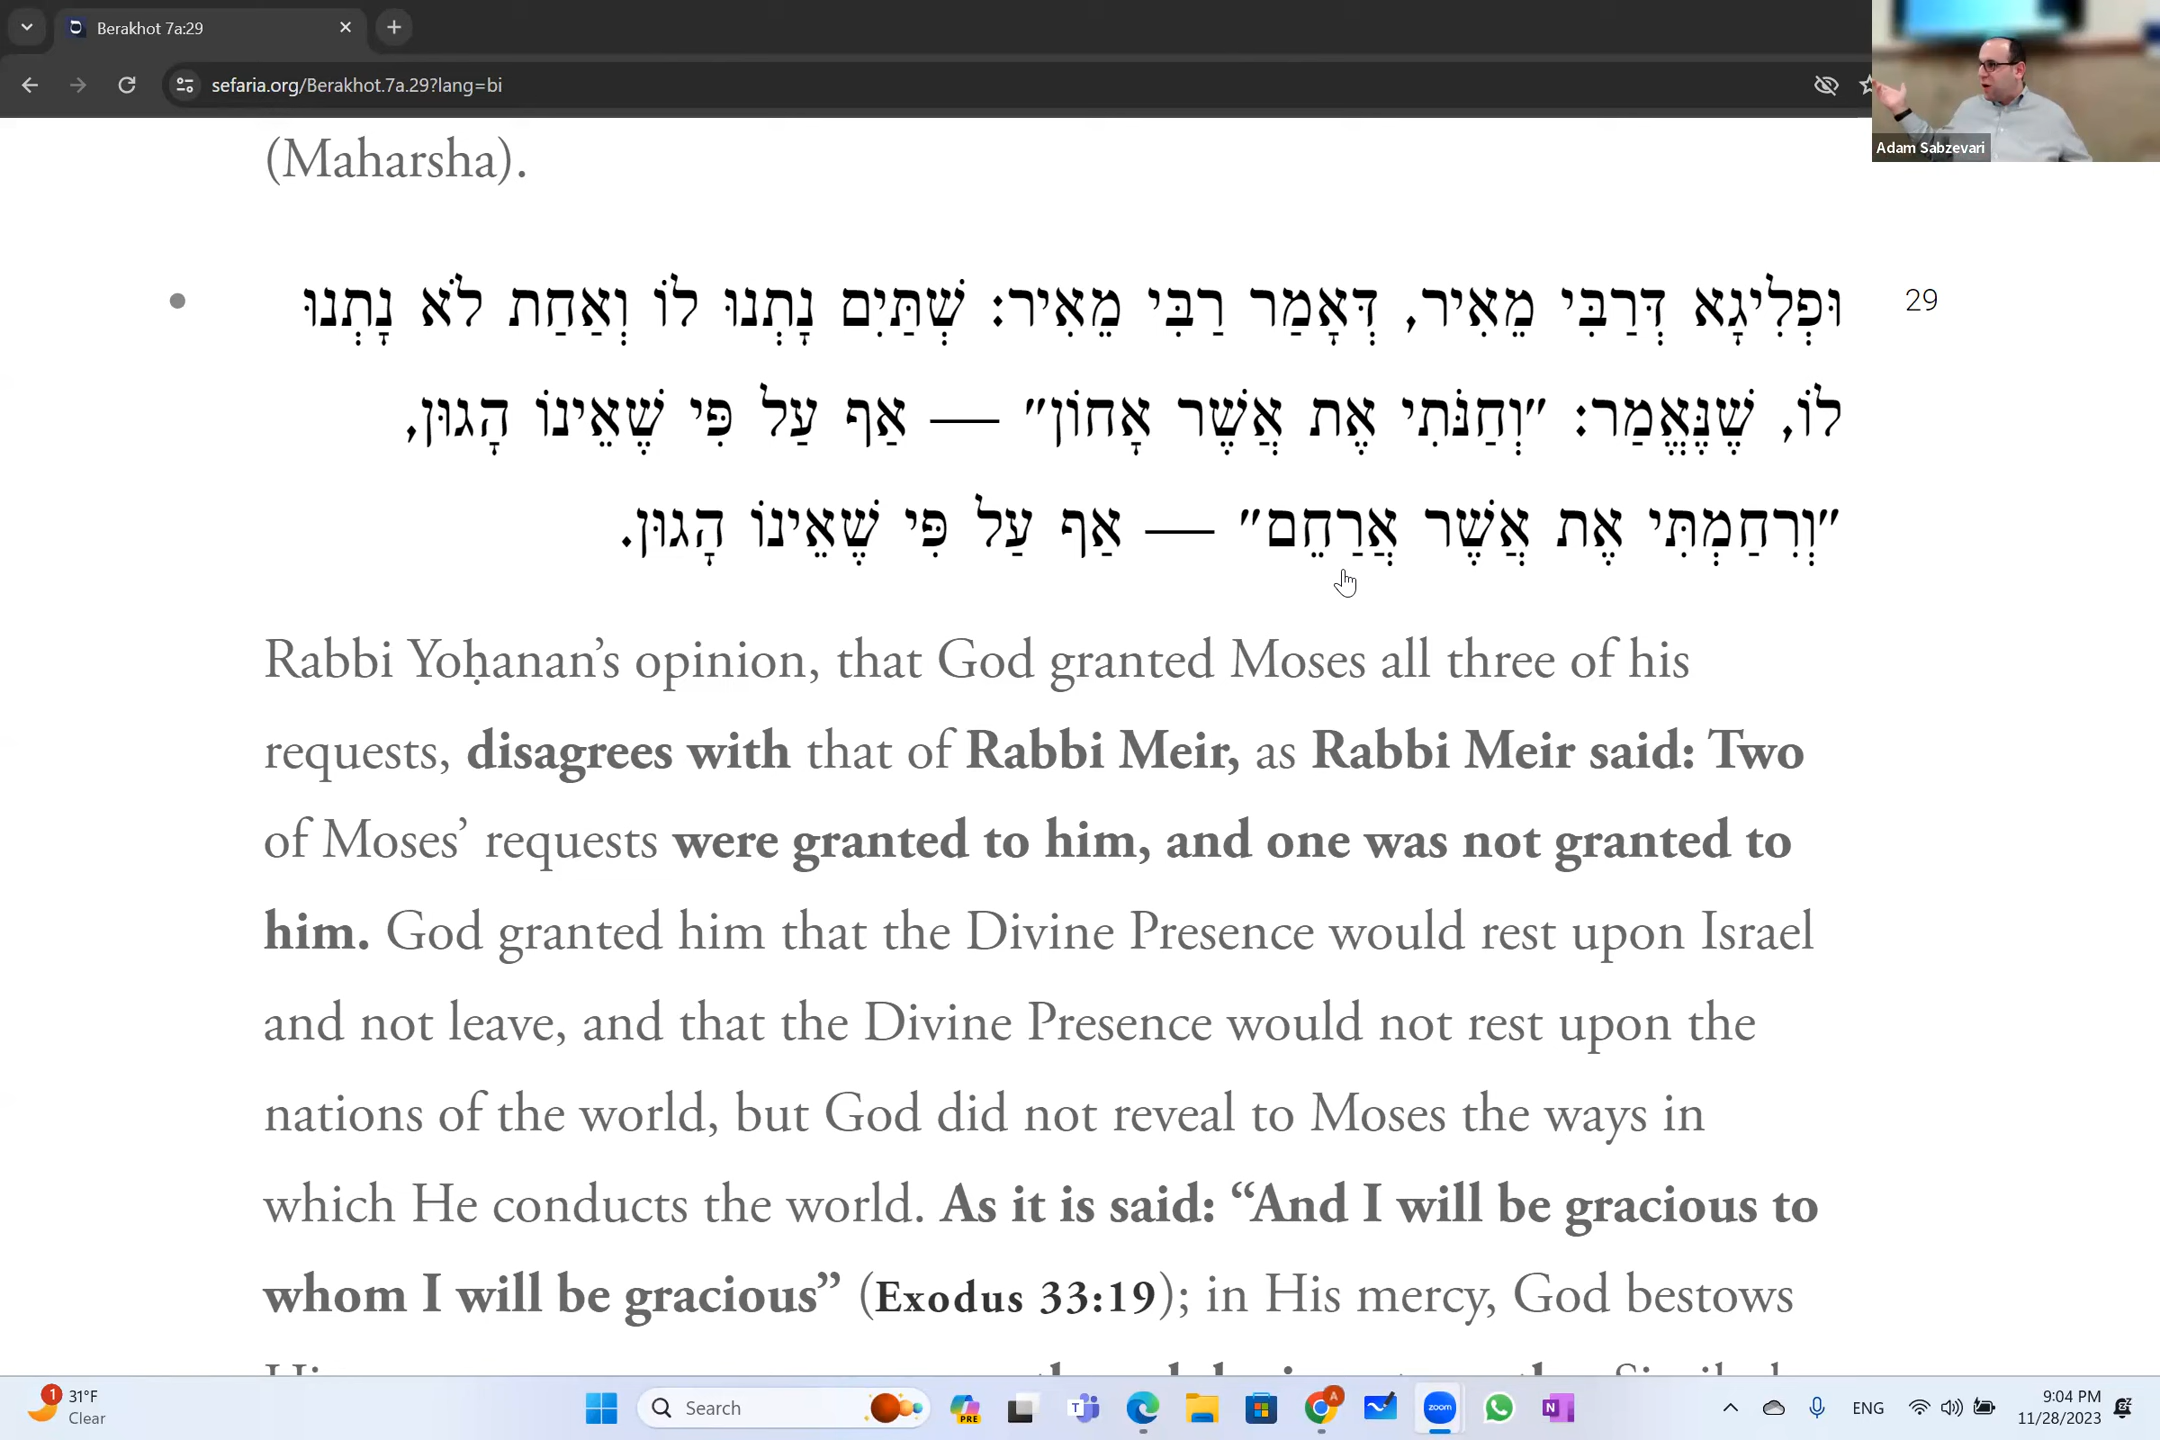 Berakhot 7a:29
sefaria.org/Berakhot.7a.29?lang=bi
Adam Sabzevari
(Maharsha).
29
וּפְלִיגָא דְּרַבִּי מֵאִיר, דְּאָמַר רַבִּי מֵאִיר: שְׁתַּיִם נָתְנוּ לוֹ וְאַחַת לֹא נָתְנוּ
לוֹ, שֶׁנֶּאֱמַר: ״וְחַנֹּתִי אֶת אֲשֶׁר אָחוֹן״ — אַף עַל פִּי שֶׁאֵינוֹ הָגוּן,
״וְרִחַמְתִּי אֶת אֲשֶׁר אֲרַחֵם״ — אַף עַל פִּי שֶׁאֵינוֹ הָגוּן.
Rabbi Yoḥanan’s opinion, that God granted Moses all three of his
requests, disagrees with that of Rabbi Meir, as Rabbi Meir said: Two
of Moses’ requests were granted to him, and one was not granted to
him. God granted him that the Divine Presence would rest upon Israel
and not leave, and that the Divine Presence would not rest upon the
nations of the world, but God did not reveal to Moses the ways in
which He conducts the world. As it is said: “And I will be gracious to
whom I will be gracious” (Exodus 33:19); in His mercy, God bestows
1
31°F
Clear
Search
PRE
zoom
A
ENG
9:04 PM
11/28/2023